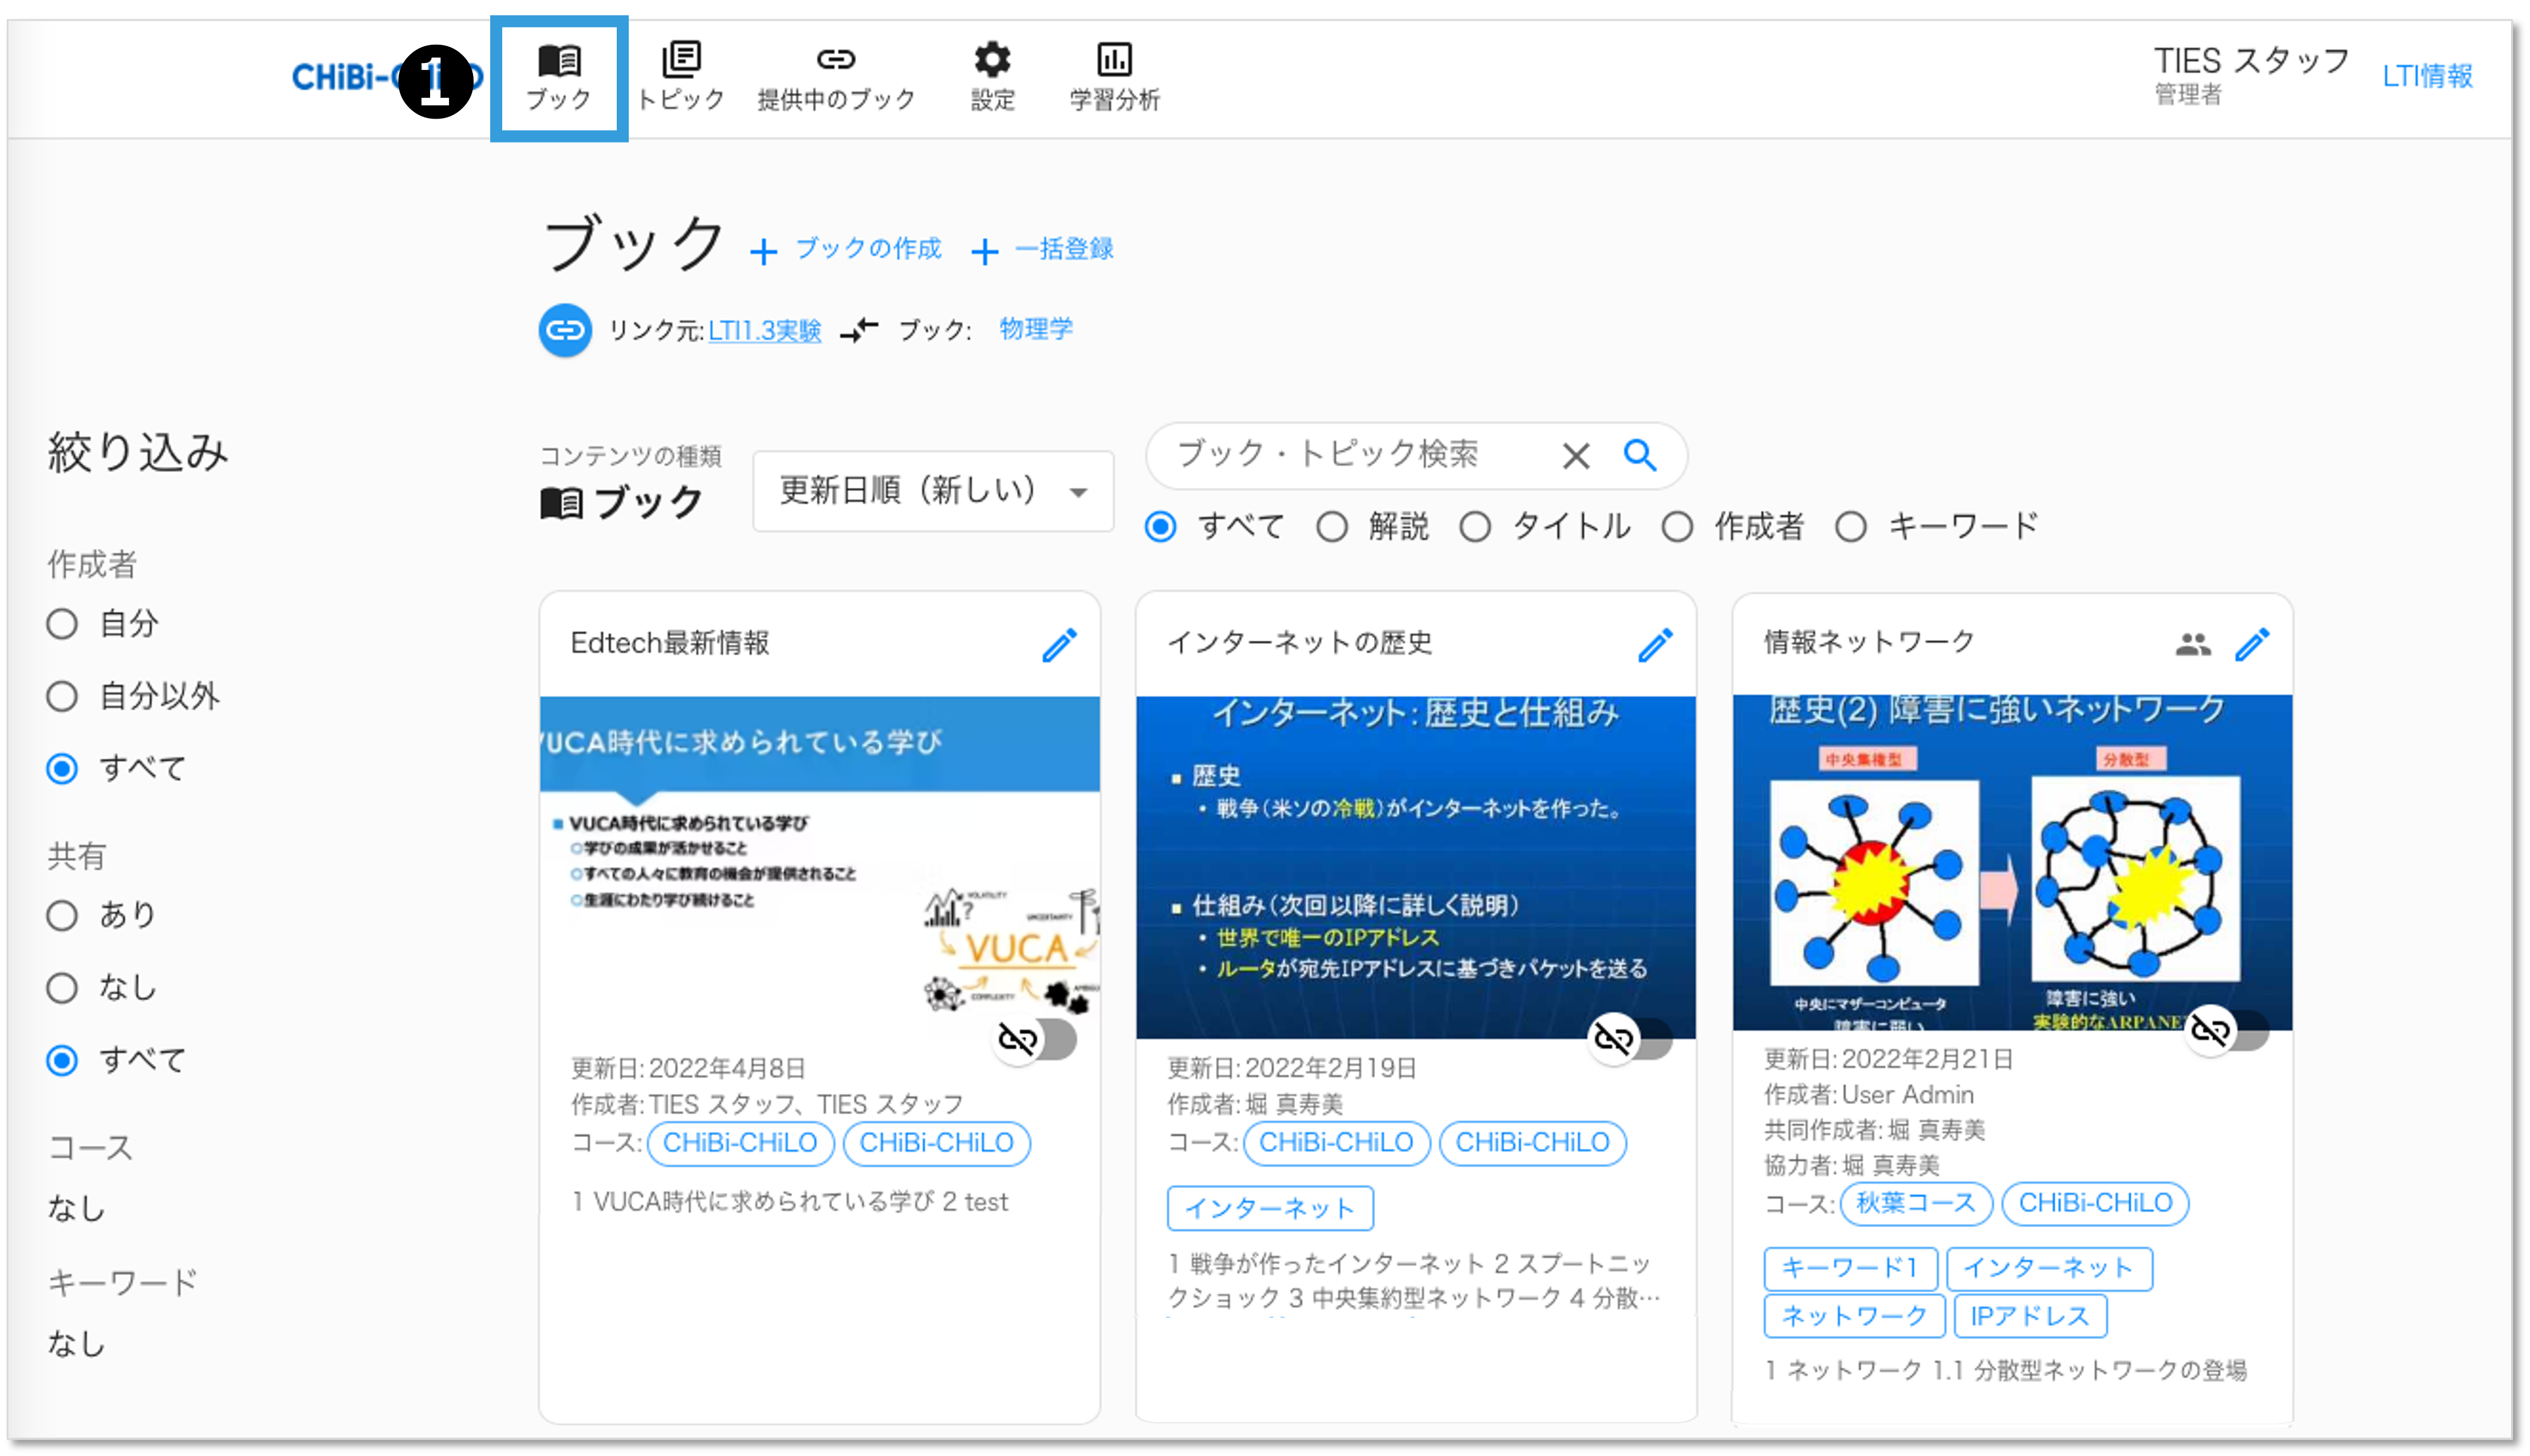 CHiBi-CHiLO
1
ブック
トピック
提供中のブック
設定
学習分析
TIES スタッフ
管理者
LTI情報
ブック
+ ブックの作成
+ 一括登録
リンク元: LTI1.3実験
ブック: 物理学
絞り込み
作成者
自分
自分以外
すべて
共有
あり
なし
すべて
コース
なし
キーワード
なし
コンテンツの種類
ブック
更新日順（新しい）
ブック・トピック検索
すべて
解説
タイトル
作成者
キーワード
Edtech最新情報
VUCA時代に求められている学び
VUCA時代に求められている学び
学びの成果が活かせること
すべての人々に教育の機会が提供されること
生涯にわたり学び続けること
VOLATILITY
UNCERTAINTY
VUCA
COMPLEXITY
更新日: 2022年4月8日
作成者: TIES スタッフ、TIES スタッフ
コース: CHiBi-CHiLO CHiBi-CHiLO
1 VUCA時代に求められている学び 2 test
インターネットの歴史
インターネット：歴史と仕組み
歴史
・戦争（米ソの冷戦）がインターネットを作った。
仕組み（次回以降に詳しく説明）
・世界で唯一のIPアドレス
・ルータが宛先IPアドレスに基づきパケットを送る
更新日: 2022年2月19日
作成者: 堀 真寿美
コース: CHiBi-CHiLO CHiBi-CHiLO
インターネット
1 戦争が作ったインターネット 2 スプートニッ
クショック 3 中央集約型ネットワーク 4 分散…
情報ネットワーク
歴史(2) 障害に強いネットワーク
中央集権型
分散型
中央にマザーコンピュータ
障害に弱い
障害に強い
実験的なARPANE
更新日: 2022年2月21日
作成者: User Admin
共同作成者: 堀 真寿美
協力者: 堀 真寿美
コース: 秋葉コース CHiBi-CHiLO
キーワード1 インターネット
ネットワーク IPアドレス
1 ネットワーク 1.1 分散型ネットワークの登場